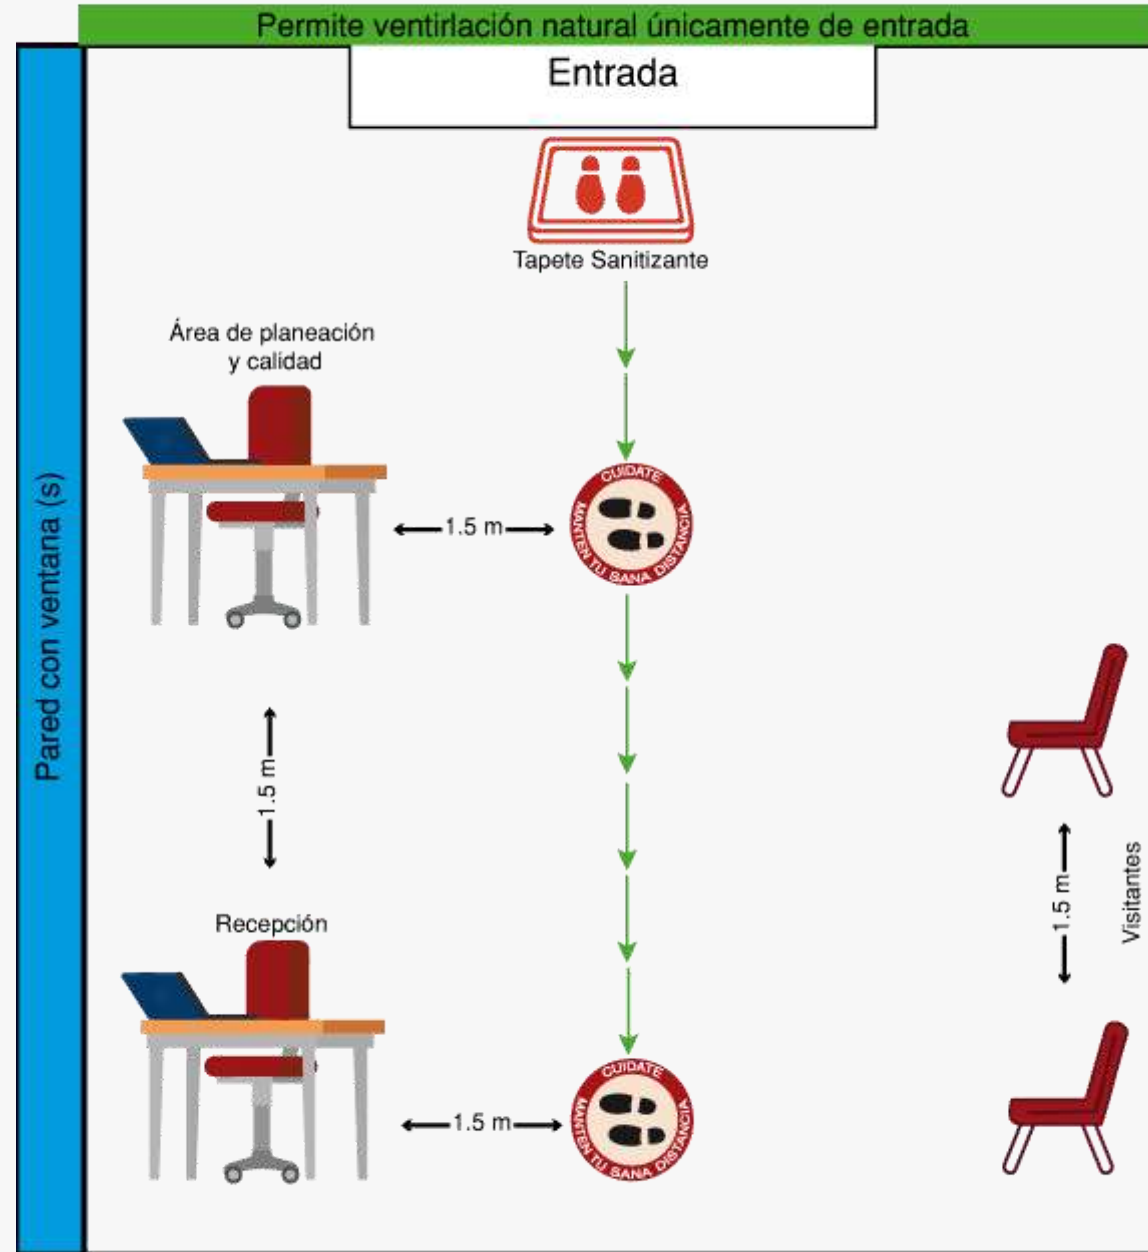 Permite ventirlación natural únicamente de entrada
Entrada
Tapete Sanitizante
Área de planeación
y calidad
CUIDATE
MANTEN TU SANA DISTANCIA
1.5 m
Pared con ventana (s)
1.5 m
Visitantes
1.5 m
Recepción
CUIDATE
MANTEN TU SANA DISTANCIA
1.5 m